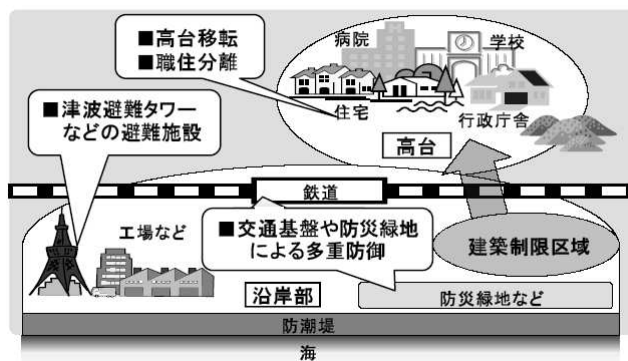 ■高台移転
■職住分離
病院
学校
住宅
行政庁舎
高台
■津波避難タワー
などの避難施設
鉄道
工場など
■交通基盤や防災緑地
による多重防御
建築制限区域
沿岸部
防災緑地など
防潮堤
海